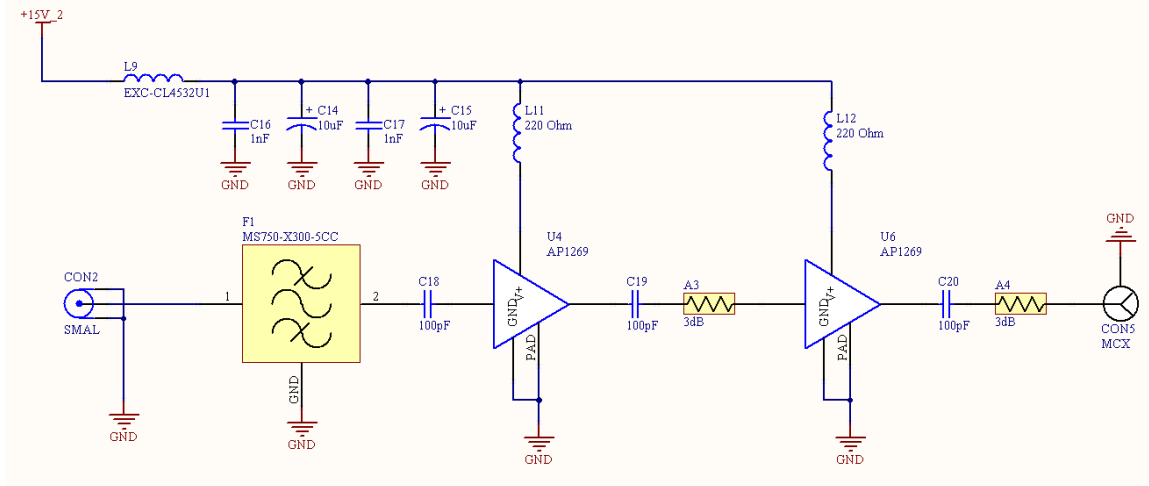 +15V_2
L9
EXC-CL4532U1
C16
1nF
+ C14
10uF
C17
1nF
+ C15
10uF
L11
220 Ohm
L12
220 Ohm
GND
GND
GND
GND
F1
MS750-X300-5CC
1
2
GND
GND
CON2
SMAL
GND
C18
100pF
U4
AP1269
V+
GND
PAD
GND
C19
100pF
A3
3dB
U6
AP1269
V+
GND
PAD
GND
C20
100pF
A4
3dB
GND
CON5
MCX